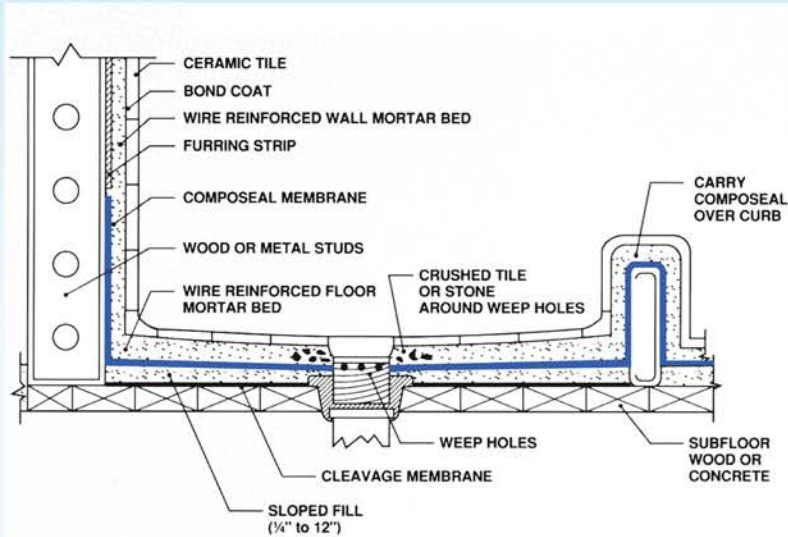 CERAMIC TILE
BOND COAT
WIRE REINFORCED WALL MORTAR BED
FURRING STRIP
COMPOSEAL MEMBRANE
WOOD OR METAL STUDS
WIRE REINFORCED FLOOR
MORTAR BED
CRUSHED TILE
OR STONE
AROUND WEEP HOLES
CARRY
COMPOSEAL
OVER CURB
WEEP HOLES
CLEAVAGE MEMBRANE
SLOPED FILL
(¼" to 12")
SUBFLOOR
WOOD OR
CONCRETE